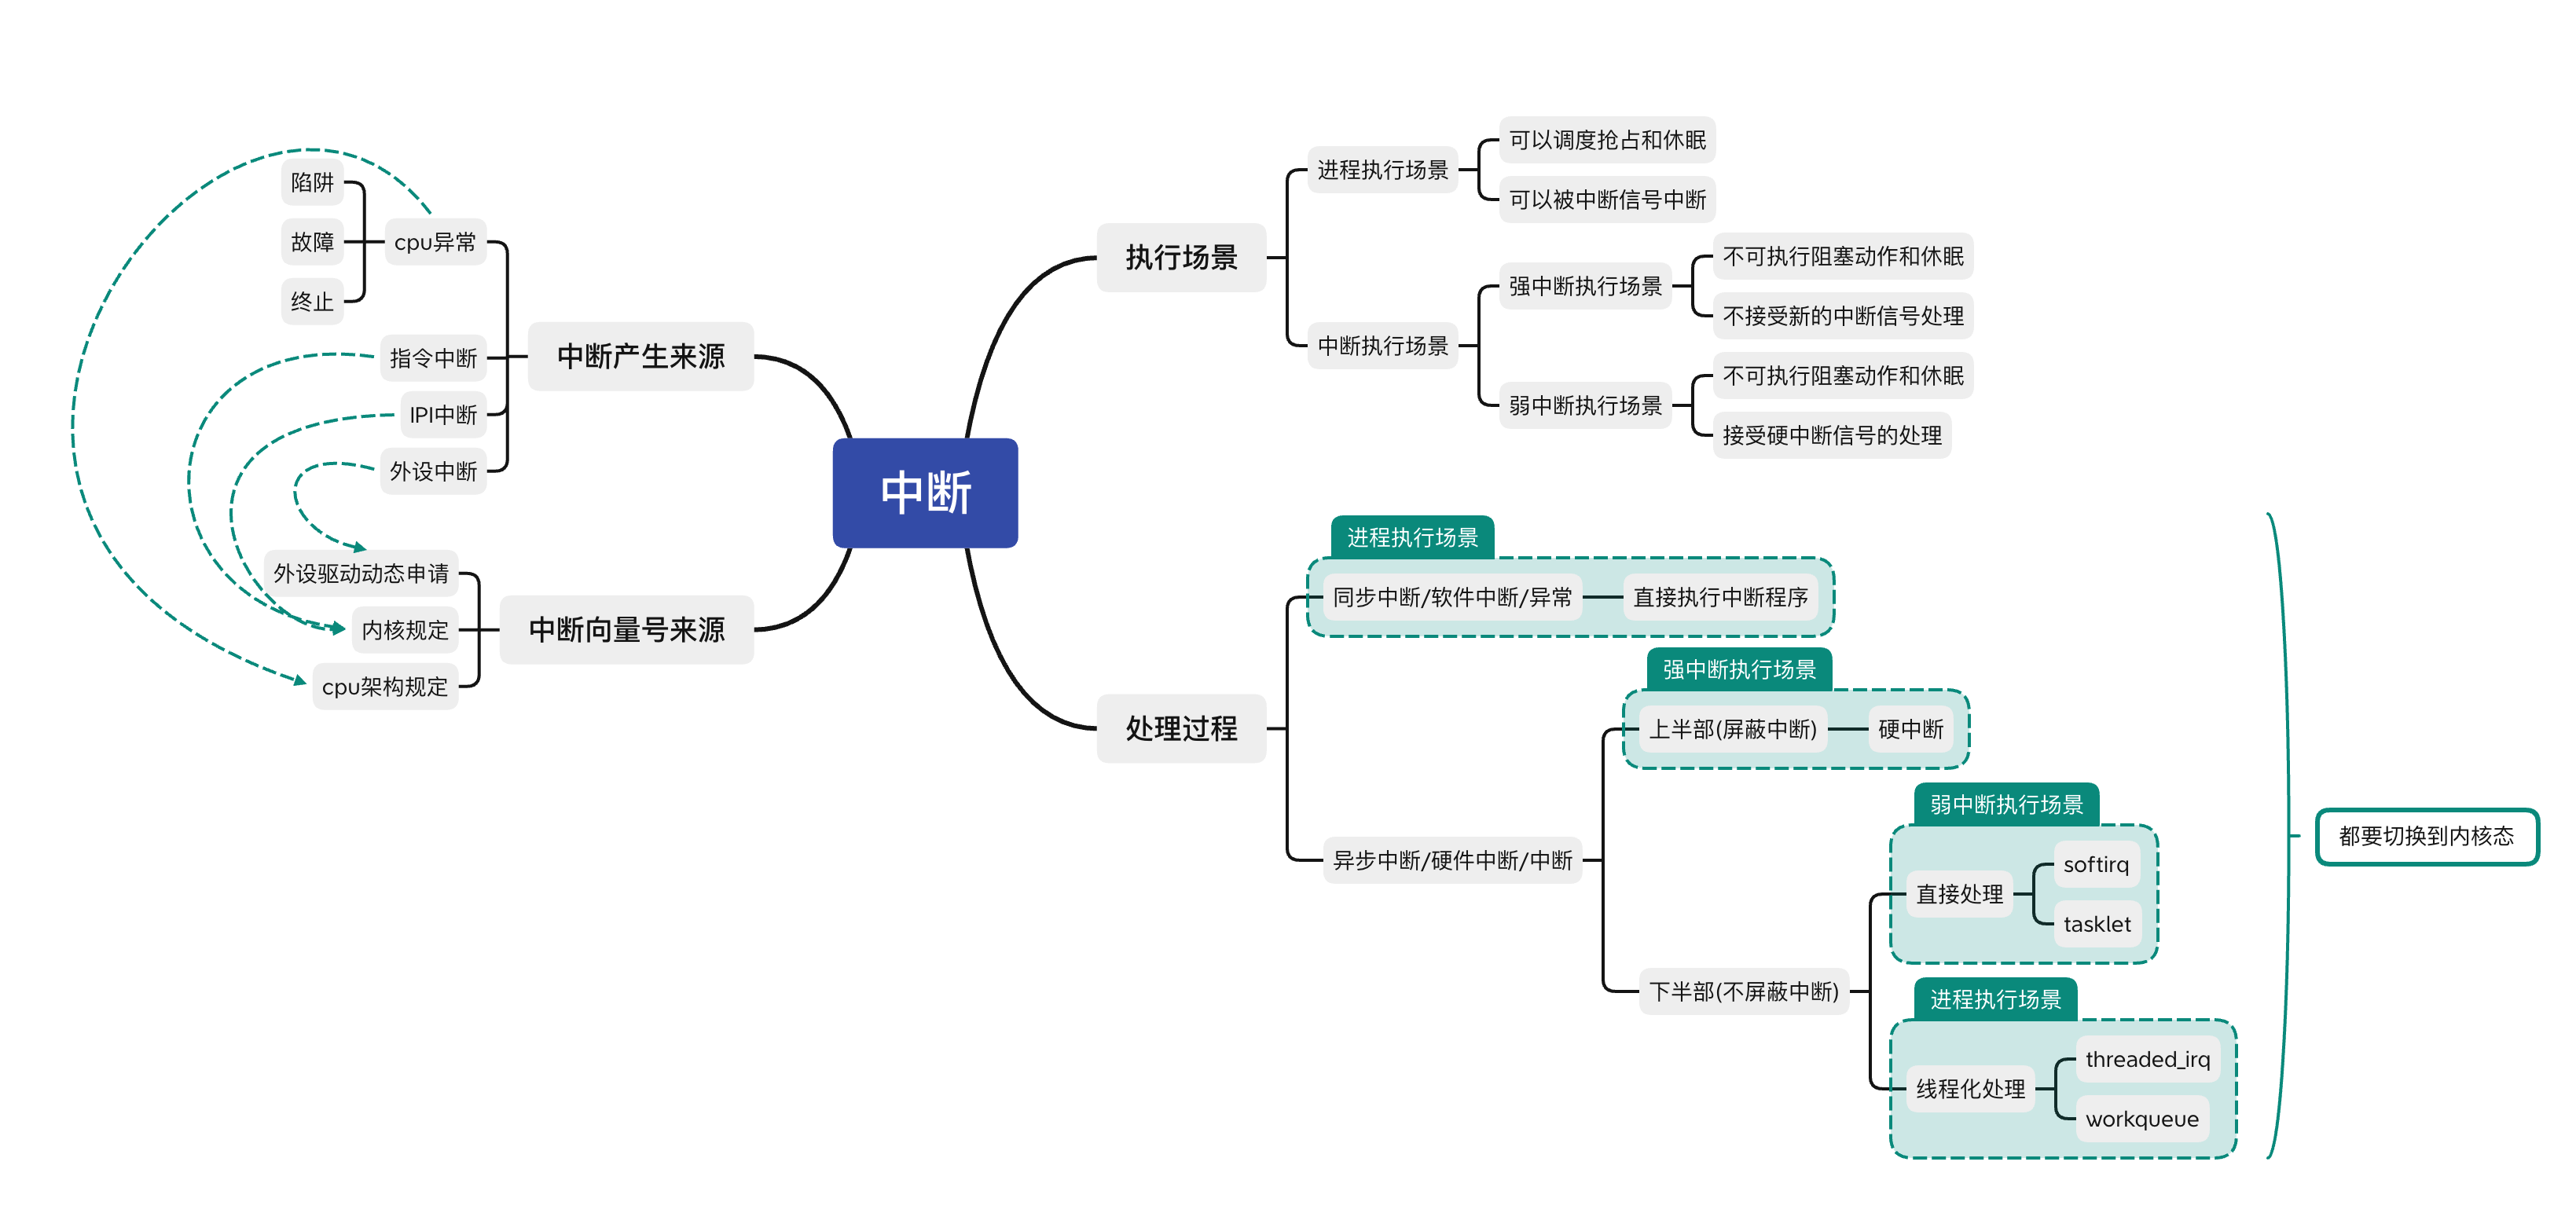 中断
执行场景
进程执行场景
可以调度抢占和休眠
可以被中断信号中断
中断执行场景
强中断执行场景
不可执行阻塞动作和休眠
不接受新的中断信号处理
弱中断执行场景
不可执行阻塞动作和休眠
接受硬中断信号的处理
处理过程
进程执行场景
同步中断/软件中断/异常
直接执行中断程序
异步中断/硬件中断/中断
强中断执行场景
上半部(屏蔽中断)
硬中断
下半部(不屏蔽中断)
弱中断执行场景
直接处理
softirq
tasklet
进程执行场景
线程化处理
threaded_irq
workqueue
都要切换到内核态
中断产生来源
cpu异常
陷阱
故障
终止
指令中断
IPI中断
外设中断
中断向量号来源
外设驱动动态申请
内核规定
cpu架构规定